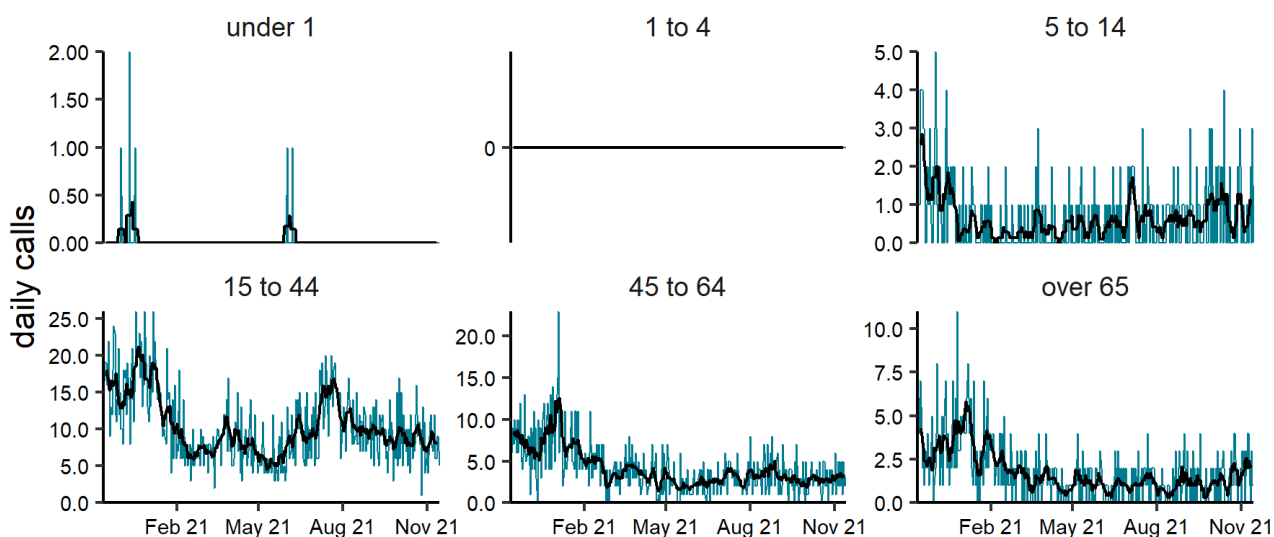 under 1
1 to 4
5 to 14
daily calls
2.00
1.50
1.00
0.50
0.00
0
5.0
4.0
3.0
2.0
1.0
0.0
15 to 44
45 to 64
over 65
25.0
20.0
15.0
10.0
5.0
0.0
20.0
15.0
10.0
5.0
0.0
10.0
7.5
5.0
2.5
0.0
Feb 21 May 21 Aug 21 Nov 21
Feb 21 May 21 Aug 21 Nov 21
Feb 21 May 21 Aug 21 Nov 21